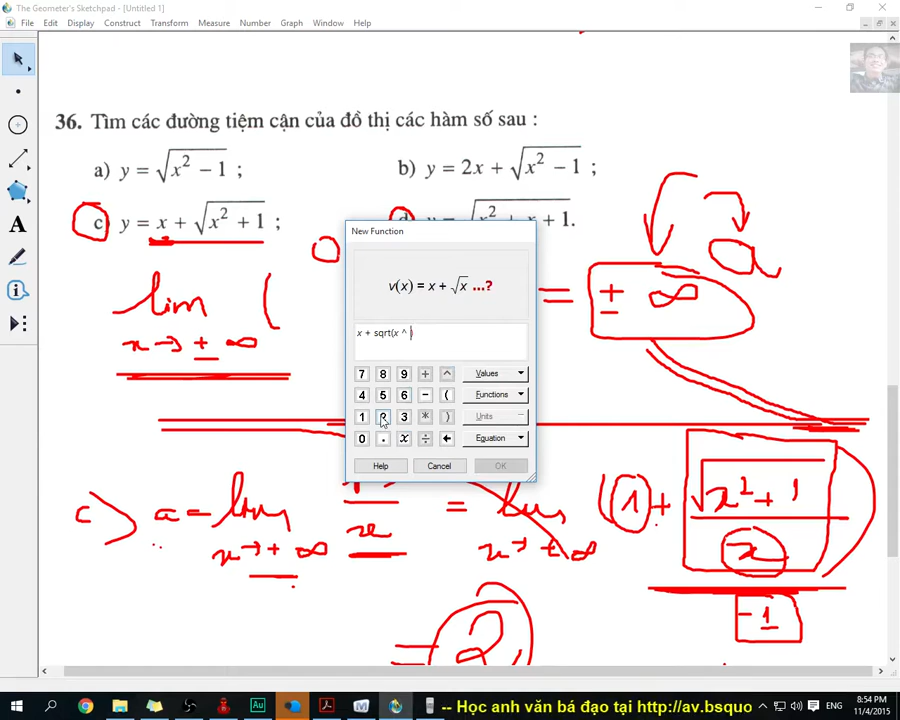 The Geometer's Sketchpad - [Untitled 1]
File Edit Display Construct Transform Measure Number Graph Window Help
36. Tìm các đường tiệm cận của đồ thị các hàm số sau :
a) y = √(x² − 1) ;
b) y = 2x + √(x² − 1) ;
c) y = x + √(x² + 1) ;
x² + x + 1.
New Function
v(x) = x + √x ...?
x + sqrt(x ^ )
7 8 9 + ^ Values
4 5 6 − ( Functions
1 2 3 * ) Units
0 . x ÷ Equation
Help Cancel OK
lim (
x → + ∞
= ± ∞
a
c) a = lim
x → + ∞
x
= lim
x → + ∞
(1 + √(x² + 1)
x
-1
= 2
A
ENG
8:54 PM
11/4/2015
-- Học anh văn bá đạo tại http://av.bsquo